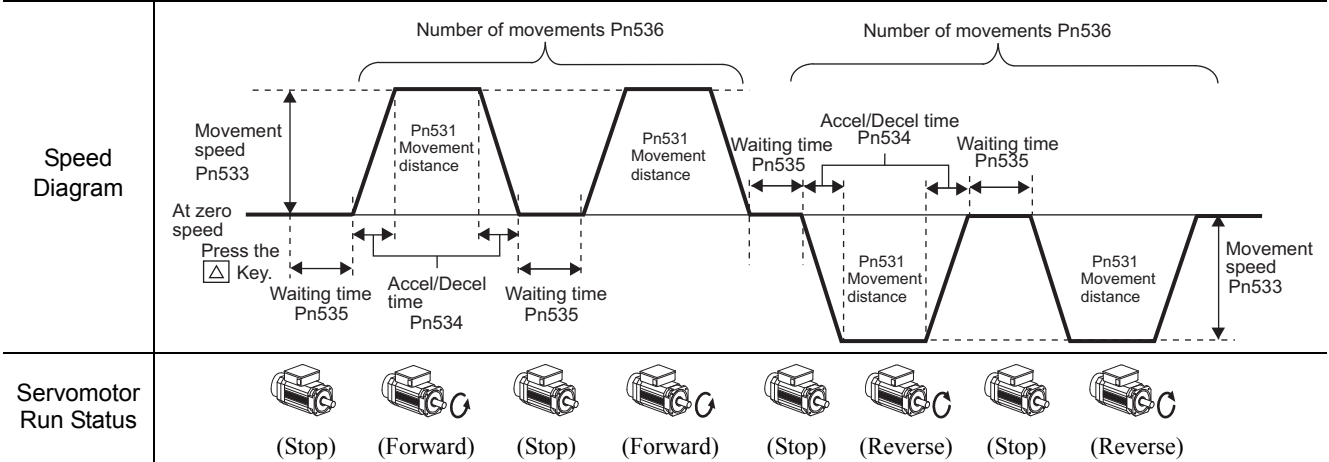 Speed
Diagram
Number of movements Pn536
Number of movements Pn536
Movement
speed
Pn533
Pn531
Movement
distance
Pn531
Movement
distance
Waiting time
Pn535
Accel/Decel time
Pn534
Waiting time
Pn535
At zero
speed
Press the
△ Key.
Waiting time
Pn535
Accel/Decel
time
Pn534
Waiting time
Pn535
Pn531
Movement
distance
Pn531
Movement
distance
Movement
speed
Pn533
Servomotor
Run Status
(Stop) (Forward) (Stop) (Forward) (Stop) (Reverse) (Stop) (Reverse)